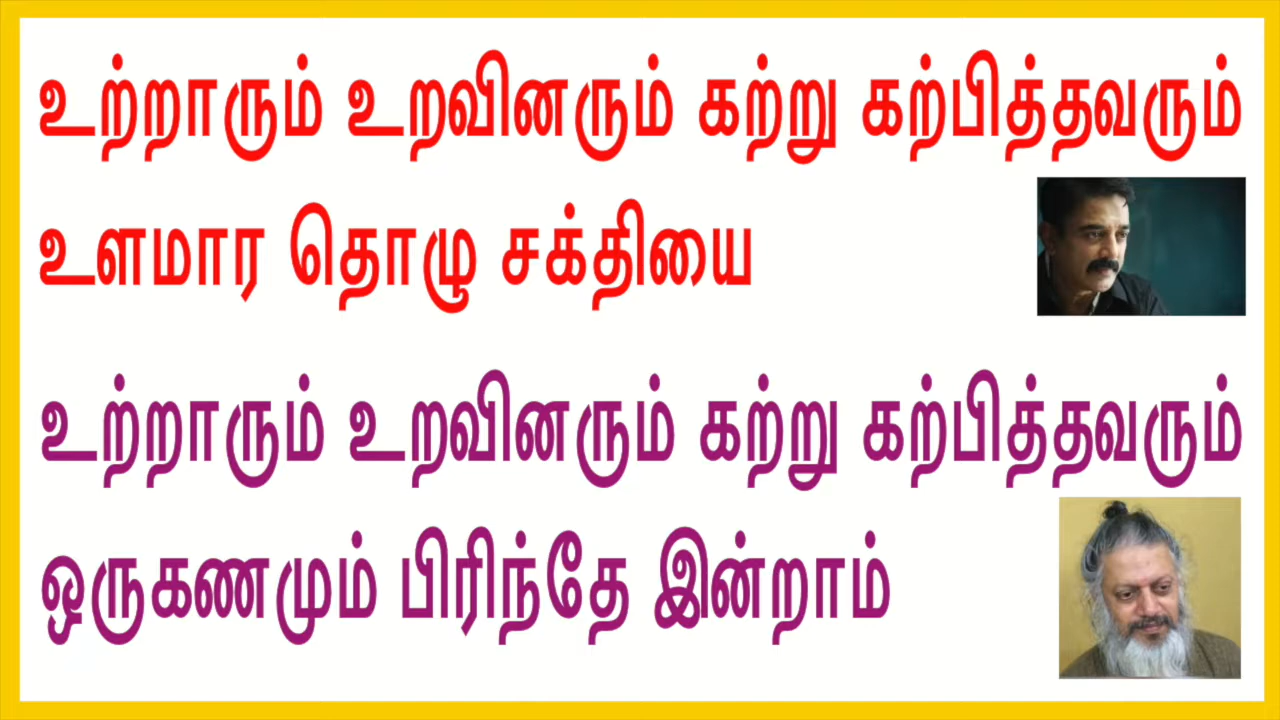 உற்றாரும் உறவினரும் கற்று கற்பித்தவரும்
உளமார தொழு சக்தியை
உற்றாரும் உறவினரும் கற்று கற்பித்தவரும்
ஒருகணமும் பிரிந்தே இன்றாம்